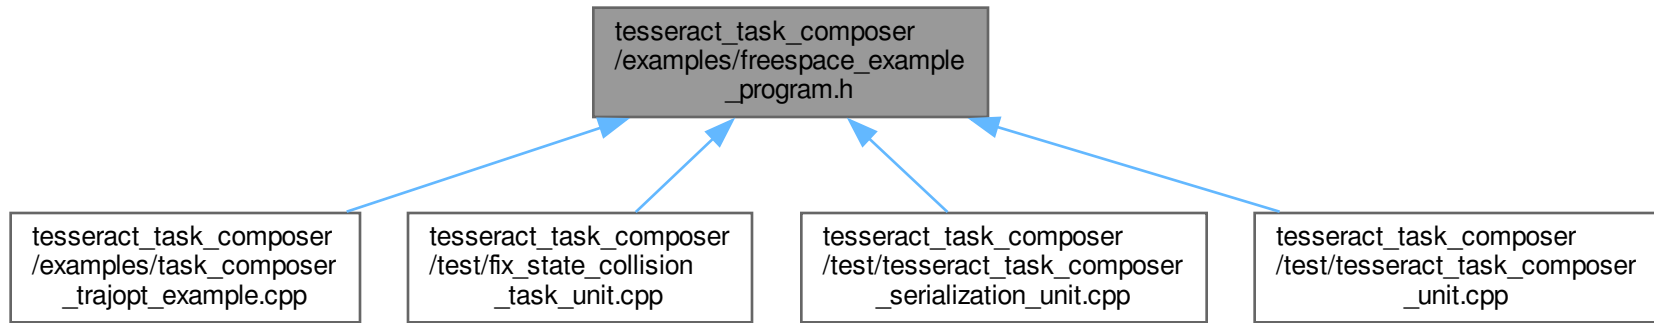 tesseract_task_composer
/examples/freespace_example
_program.h
tesseract_task_composer
/examples/task_composer
_trajopt_example.cpp
tesseract_task_composer
/test/fix_state_collision
_task_unit.cpp
tesseract_task_composer
/test/tesseract_task_composer
_serialization_unit.cpp
tesseract_task_composer
/test/tesseract_task_composer
_unit.cpp